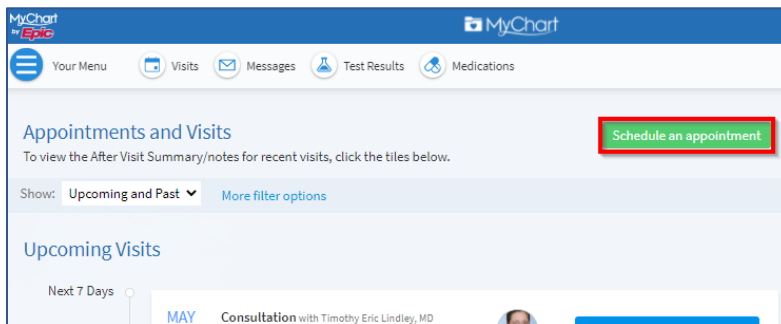 MyChart
by Epic
MyChart
Your Menu
Visits
Messages
Test Results
Medications
Appointments and Visits
Schedule an appointment
To view the After Visit Summary/notes for recent visits, click the tiles below.
Show: Upcoming and Past
More filter options
Upcoming Visits
Next 7 Days
MAY
Consultation with Timothy Eric Lindley, MD